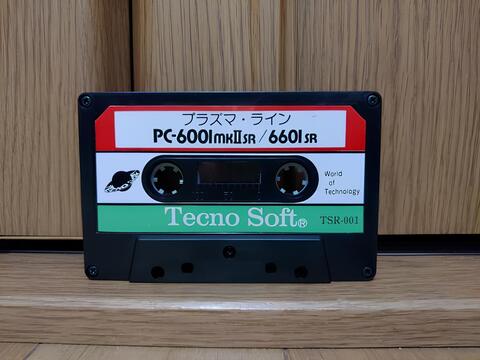 プラズマ・ライン
PC-6001mkIISR/6601SR
World
of
Technology
Tecno Soft®
TSR-001